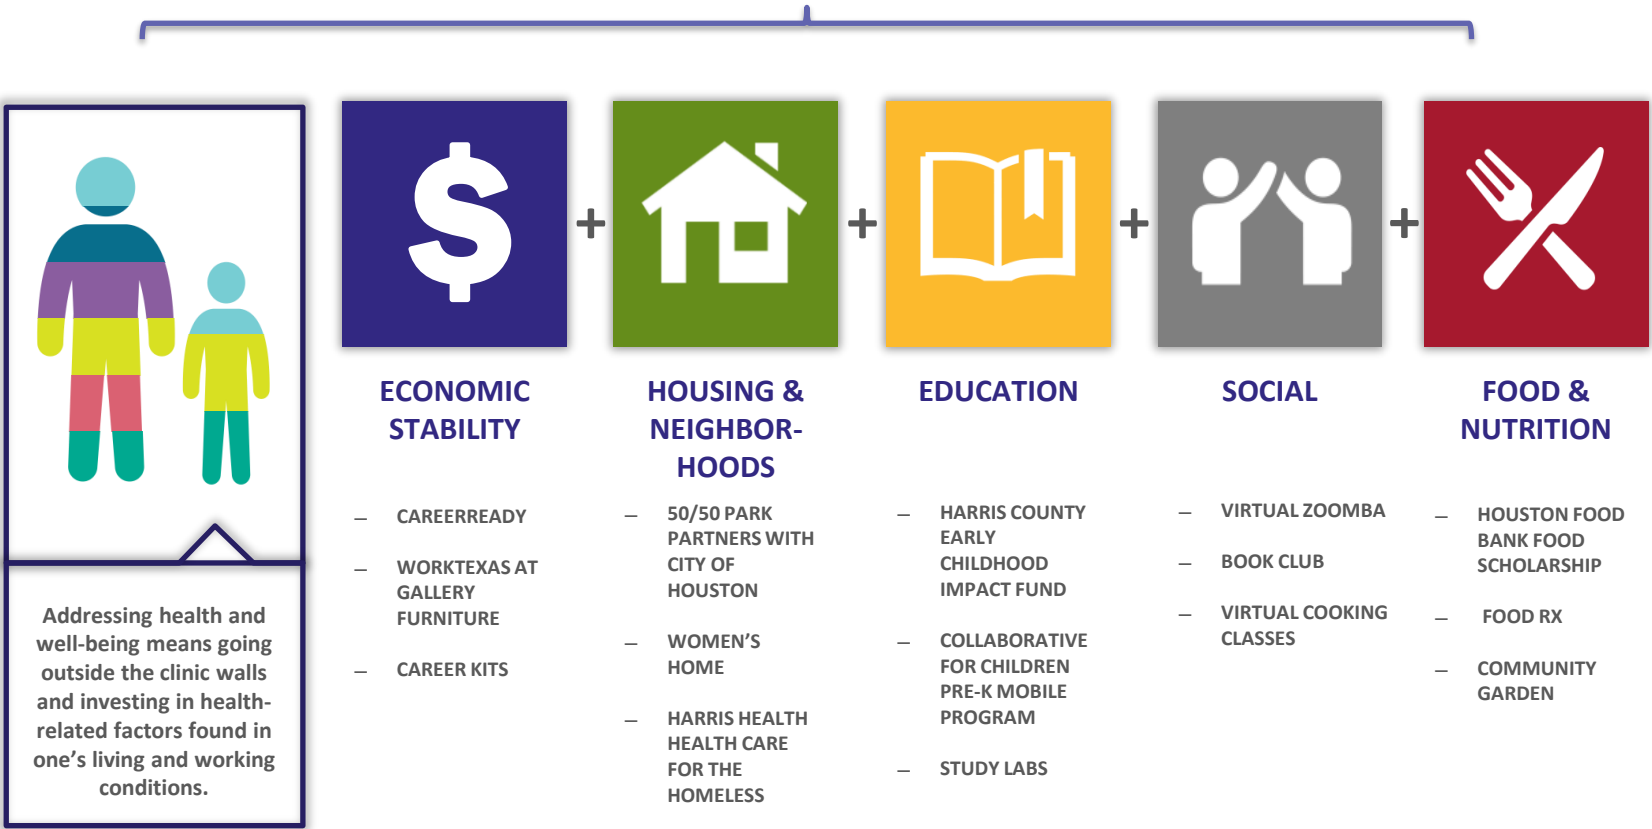 Addressing health and
well-being means going
outside the clinic walls
and investing in health-
related factors found in
one’s living and working
conditions.
$
+
+
+
+
ECONOMIC
STABILITY
— CAREERREADY
— WORKTEXAS AT
GALLERY
FURNITURE
— CAREER KITS
HOUSING &
NEIGHBOR-
HOODS
— 50/50 PARK
PARTNERS WITH
CITY OF
HOUSTON
— WOMEN’S
HOME
— HARRIS HEALTH
HEALTH CARE
FOR THE
HOMELESS
EDUCATION
— HARRIS COUNTY
EARLY
CHILDHOOD
IMPACT FUND
— COLLABORATIVE
FOR CHILDREN
PRE-K MOBILE
PROGRAM
— STUDY LABS
SOCIAL
— VIRTUAL ZOOMBA
— BOOK CLUB
— VIRTUAL COOKING
CLASSES
FOOD &
NUTRITION
— HOUSTON FOOD
BANK FOOD
SCHOLARSHIP
— FOOD RX
— COMMUNITY
GARDEN